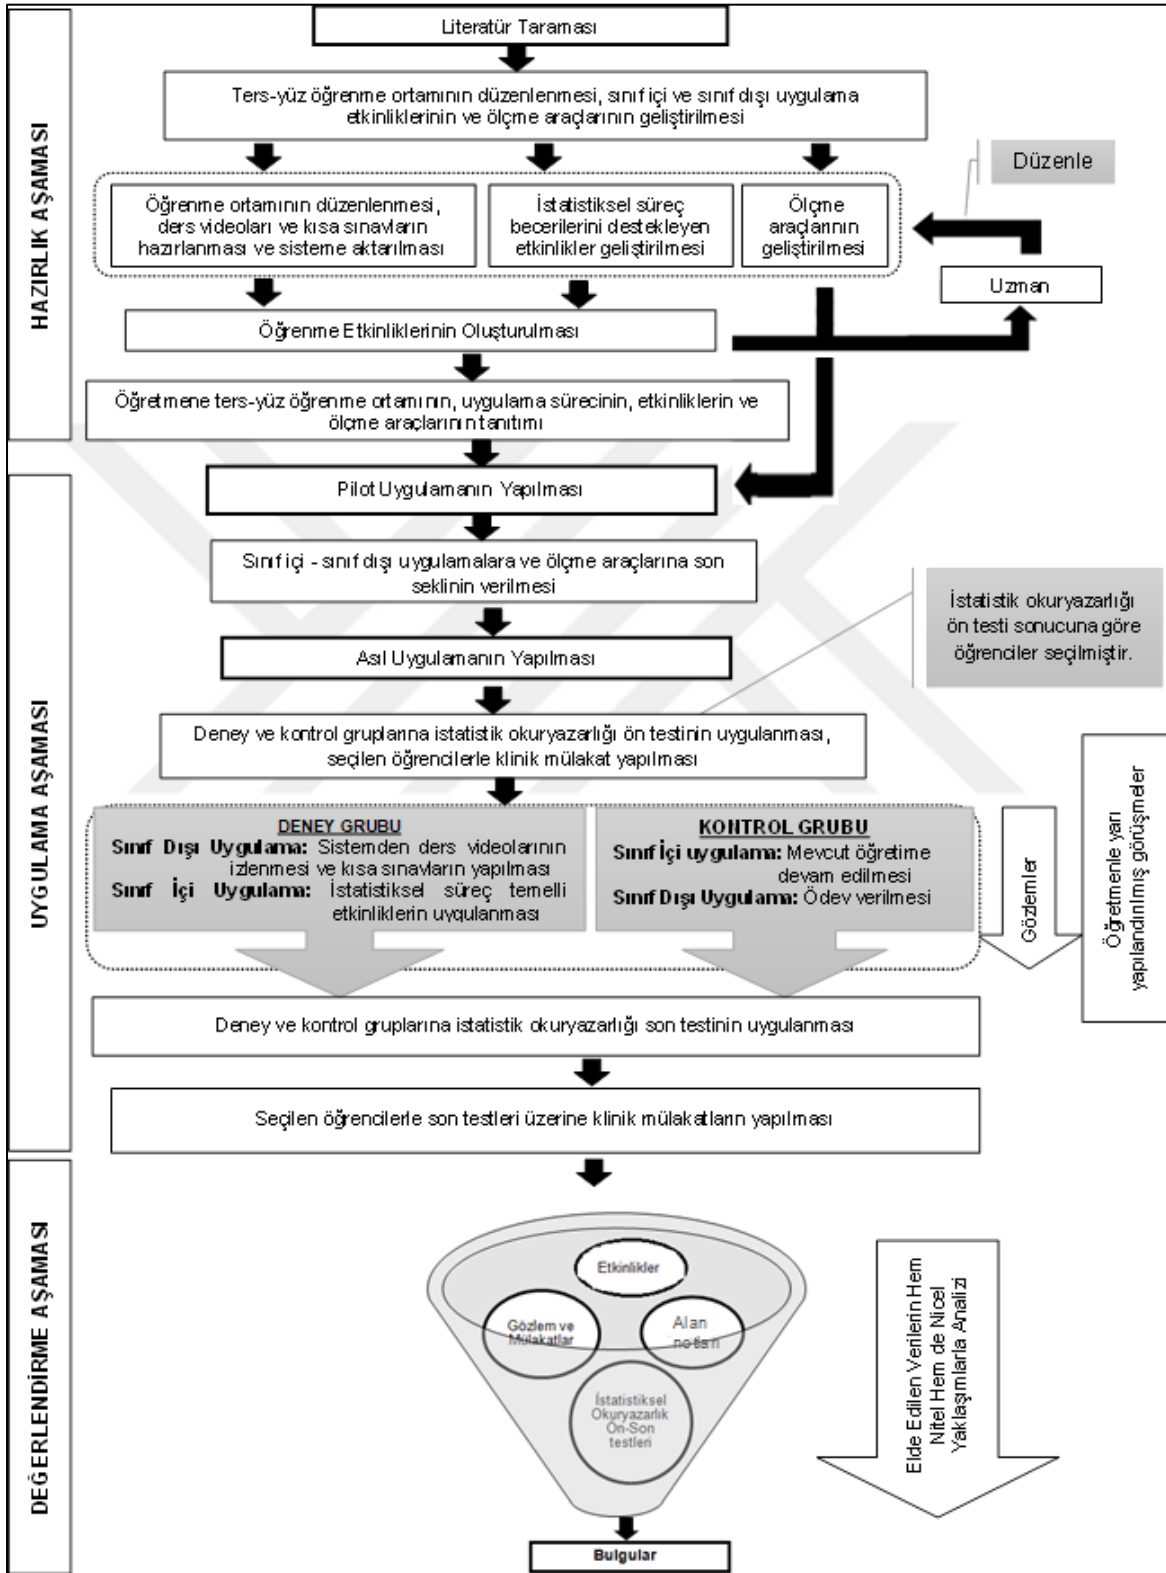 HAZIRLIK AŞAMASI
Literatür Taraması
Ters-yüz öğrenme ortamının düzenlenmesi, sınıf içi ve sınıf dışı uygulama
etkinliklerinin ve ölçme araçlarının geliştirilmesi
Düzenle
Öğrenme ortamının düzenlenmesi,
ders videoları ve kısa sınavların
hazırlanması ve sisteme aktarılması
İstatistiksel süreç
becerilerini destekleyen
etkinlikler geliştirilmesi
Ölçme
araçlarının
geliştirilmesi
Uzman
Öğrenme Etkinliklerinin Oluşturulması
Öğretmene ters-yüz öğrenme ortamının, uygulama sürecinin, etkinliklerin ve
ölçme araçlarının tanıtımı
UYGULAMA AŞAMASI
Pilot Uygulamanın Yapılması
Sınıf içi - sınıf dışı uygulamalara ve ölçme araçlarına son
seklinin verilmesi
Asıl Uygulamanın Yapılması
İstatistik okuryazarlığı
ön testi sonucuna göre
öğrenciler seçilmiştir.
Deney ve kontrol gruplarına istatistik okuryazarlığı ön testinin uygulanması,
seçilen öğrencilerle klinik mülakat yapılması
DENEY GRUBU
Sınıf Dışı Uygulama: Sistemden ders videolarının
izlenmesi ve kısa sınavların yapılması
Sınıf İçi Uygulama: İstatistiksel süreç temelli
etkinliklerin uygulanması
KONTROL GRUBU
Sınıf İçi uygulama: Mevcut öğretime
devam edilmesi
Sınıf Dışı Uygulama: Ödev verilmesi
Gözlemler
Öğretmenle yarı
yapılandırılmış görüşmeler
Deney ve kontrol gruplarına istatistik okuryazarlığı son testinin uygulanması
Seçilen öğrencilerle son testleri üzerine klinik mülakatların yapılması
DEĞERLENDİRME AŞAMASI
Etkinlikler
Gözlem ve
Mülakatlar
Alan
notları
İstatistiksel
Okuryazarlık
Ön-Son
testleri
Elde Edilen Verilerin Hem
Nitel Hem de Nicel
Yaklaşımlarla Analizi
Bulgular